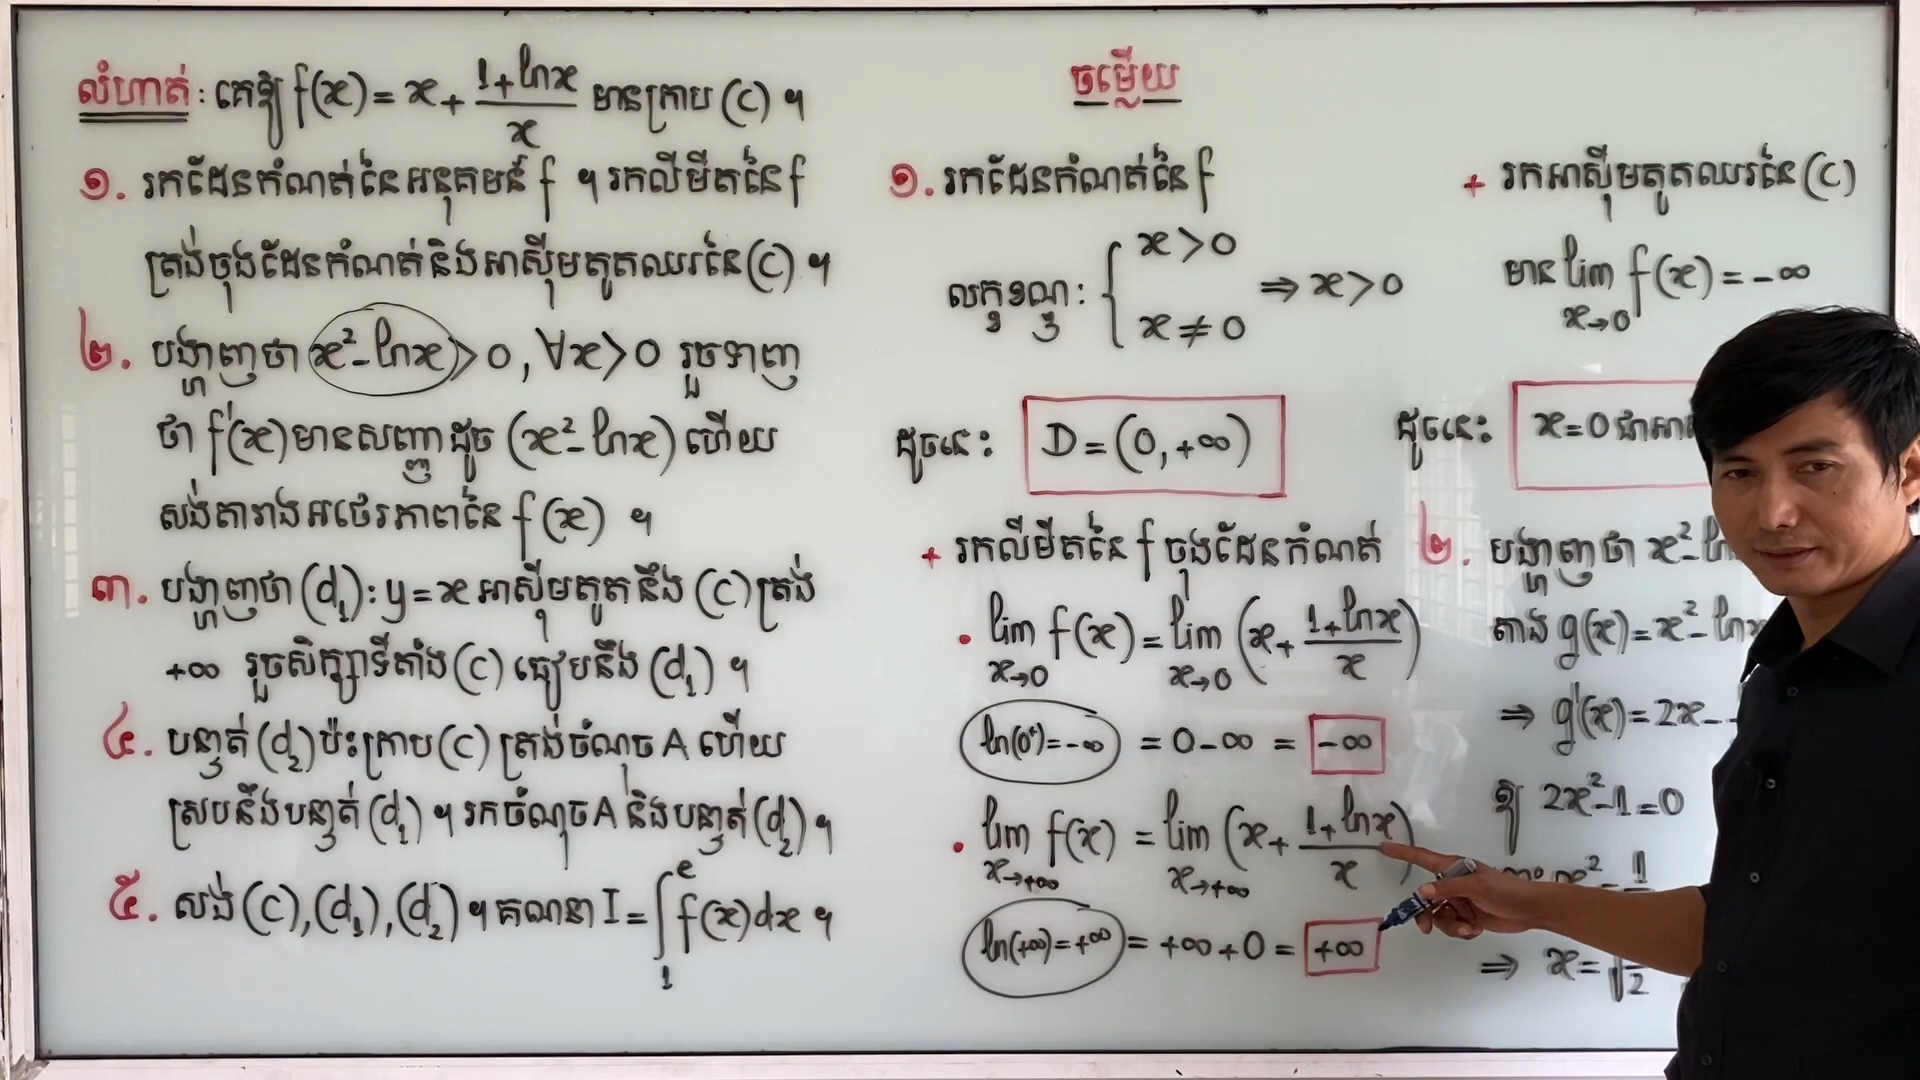 លំហាត់ : គេឱ្យ f(x) = x + (1+lnx)/x មានក្រាប (C) ។
១. រកដែនកំណត់នៃអនុគមន៍ f ។ រកលីមីតនៃ f
ត្រង់ចុងដែនកំណត់និងអាស៊ីមតូតឈរនៃ (C) ។
២. បង្ហាញថា x² - lnx > 0 , ∀x > 0 រួចទាញ
ថា f'(x) មានសញ្ញាដូច (x² - lnx) ហើយ
សង់តារាងអថេរភាពនៃ f(x) ។
៣. បង្ហាញថា (d₁) : y = x អាស៊ីមតូតនឹង (C) ត្រង់
+∞ រួចសិក្សាទីតាំង (C) ធៀបនឹង (d₁) ។
៤. បន្ទាត់ (d₂) ប៉ះក្រាប (C) ត្រង់ចំណុច A ហើយ
ស្របនឹងបន្ទាត់ (d₁) ។ រកចំណុច A និងបន្ទាត់ (d₂) ។
៥. សង់ (C), (d₁), (d₂) ។ គណនា I = ∫₁ᵉ f(x)dx ។
ចម្លើយ
១. រកដែនកំណត់នៃ f
លក្ខខណ្ឌ : { x > 0
x ≠ 0 ⇒ x > 0
ដូចនេះ : D = (0, +∞)
+ រកលីមីតនៃ f ចុងដែនកំណត់
• lim x→0 f(x) = lim x→0 (x + (1+lnx)/x)
ln(0⁺) = -∞ = 0 - ∞ = -∞
• lim x→+∞ f(x) = lim x→+∞ (x + (1+lnx)/x)
ln(+∞) = +∞ = +∞ + 0 = +∞
+ រកអាស៊ីមតូតឈរនៃ (C)
មាន lim x→0 f(x) = -∞
ដូចនេះ : x = 0 ជា
២. បង្ហាញថា x² -
តាង g(x) = x² - lnx
⇒ g'(x) = 2x -
ឱ្យ 2x² - 1 = 0
⇒ x =